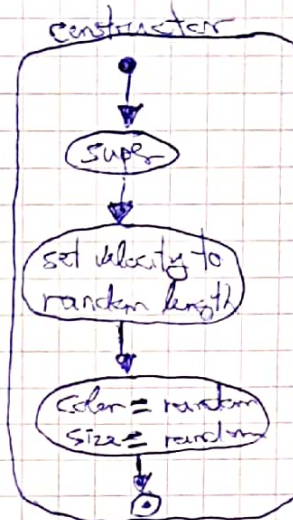 constructor
super
set velocity to
random length
color = random
size = random